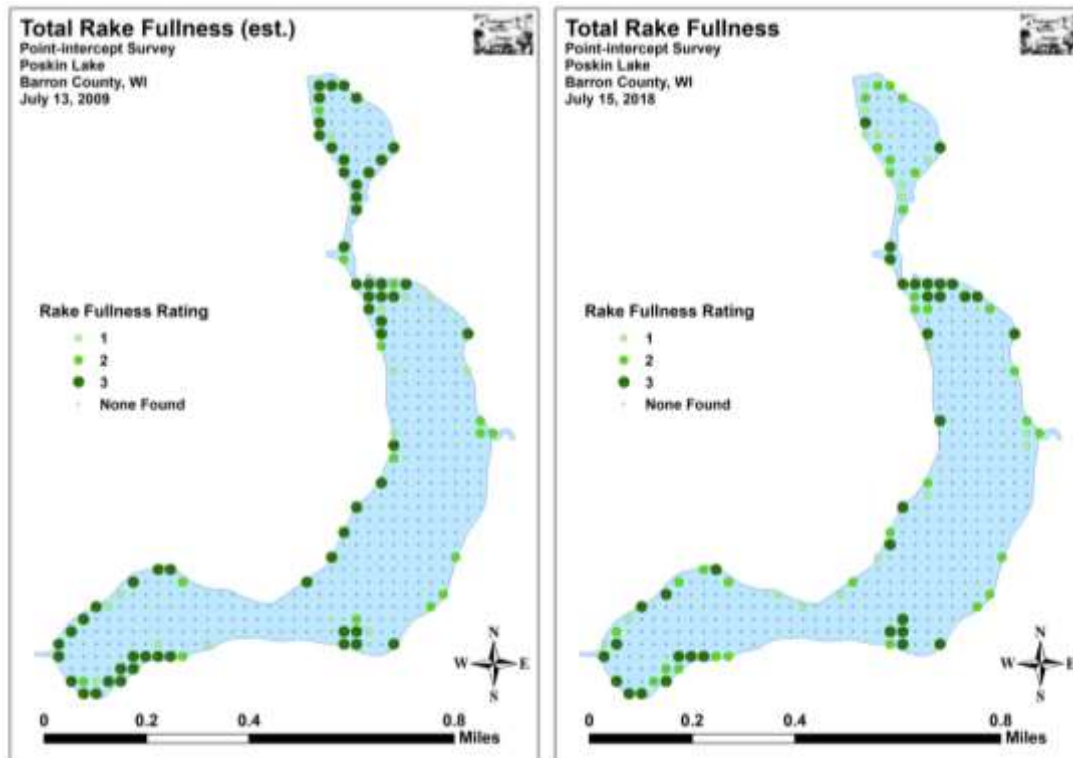 Total Rake Fullness (est.)
Point-intercept Survey
Poskin Lake
Barron County, WI
July 13, 2009
Rake Fullness Rating
1
2
3
None Found
N
W E
S
0 0.2 0.4 0.8
Miles
Total Rake Fullness
Point-intercept Survey
Poskin Lake
Barron County, WI
July 15, 2018
Rake Fullness Rating
1
2
3
None Found
N
W E
S
0 0.2 0.4 0.8
Miles